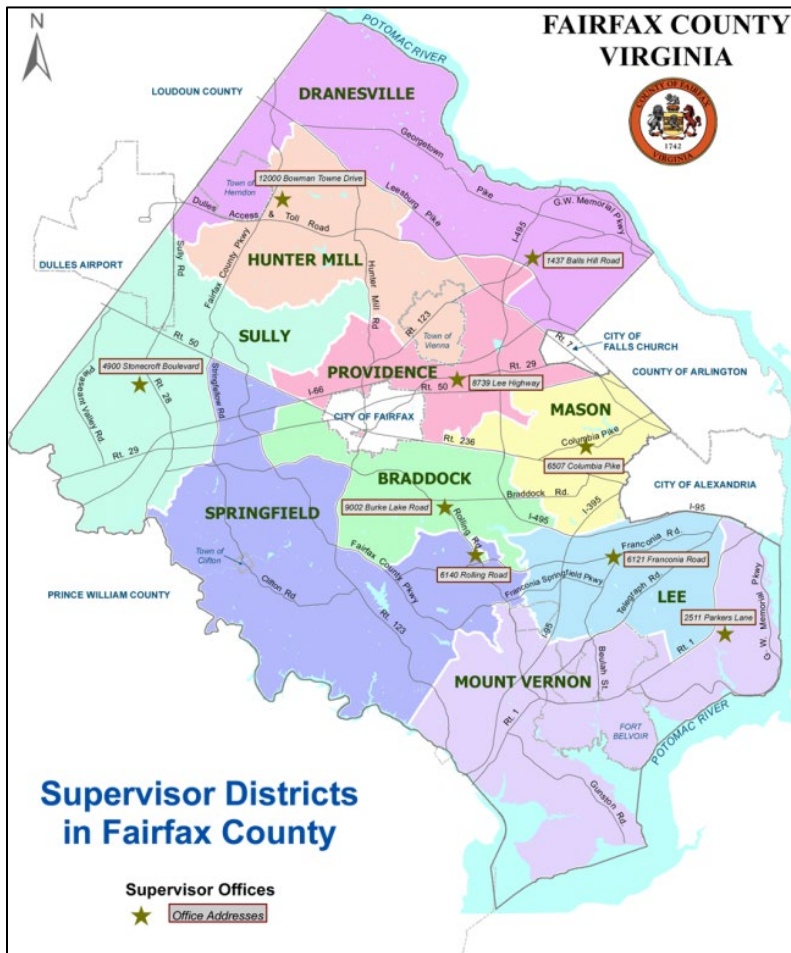 FAIRFAX COUNTY
VIRGINIA
COUNTY OF FAIRFAX
1742
VIRGINIA
N
POTOMAC RIVER
LOUDOUN COUNTY
DRANESVILLE
Georgetown
Pike
Leesburg
Pike
G.W. Memorial Pkwy
I-495
12000 Bowman Towne Drive
Town of
Herndon
Dulles Access & Toll Road
1437 Balls Hill Road
Sully Rd
Fairfax County Pkwy
HUNTER MILL
Hunter Mill Rd
DULLES AIRPORT
Rt. 123
Town of
Vienna
SULLY
Rt. 50
Rt. 7
CITY OF
FALLS CHURCH
4900 Stonecroft Boulevard
PROVIDENCE
Rt. 29
Rt. 50
I-66
8739 Lee Highway
COUNTY OF ARLINGTON
Pleasant Valley Rd.
Rt. 28
Stringfellow Rd.
CITY OF FAIRFAX
MASON
Rt. 236
Columbia Pike
6507 Columbia Pike
Rt. 29
BRADDOCK
Braddock Rd.
I-395
CITY OF ALEXANDRIA
I-95
9002 Burke Lake Road
I-495
SPRINGFIELD
Rolling Rd
Franconia Rd.
Town of
Clifton
Fairfax County Pkwy
6140 Rolling Road
6121 Franconia Road
Franconia Springfield Pkwy
Telegraph Rd.
Clifton Rd.
LEE
PRINCE WILLIAM COUNTY
2511 Parkers Lane
G. W. Memorial Pkwy
Rt. 123
I-95
Rt. 1
MOUNT VERNON
Beulah St.
Rt. 1
FORT
BELVOIR
POTOMAC RIVER
Gunston Rd.
Supervisor Districts
in Fairfax County
Supervisor Offices
Office Addresses